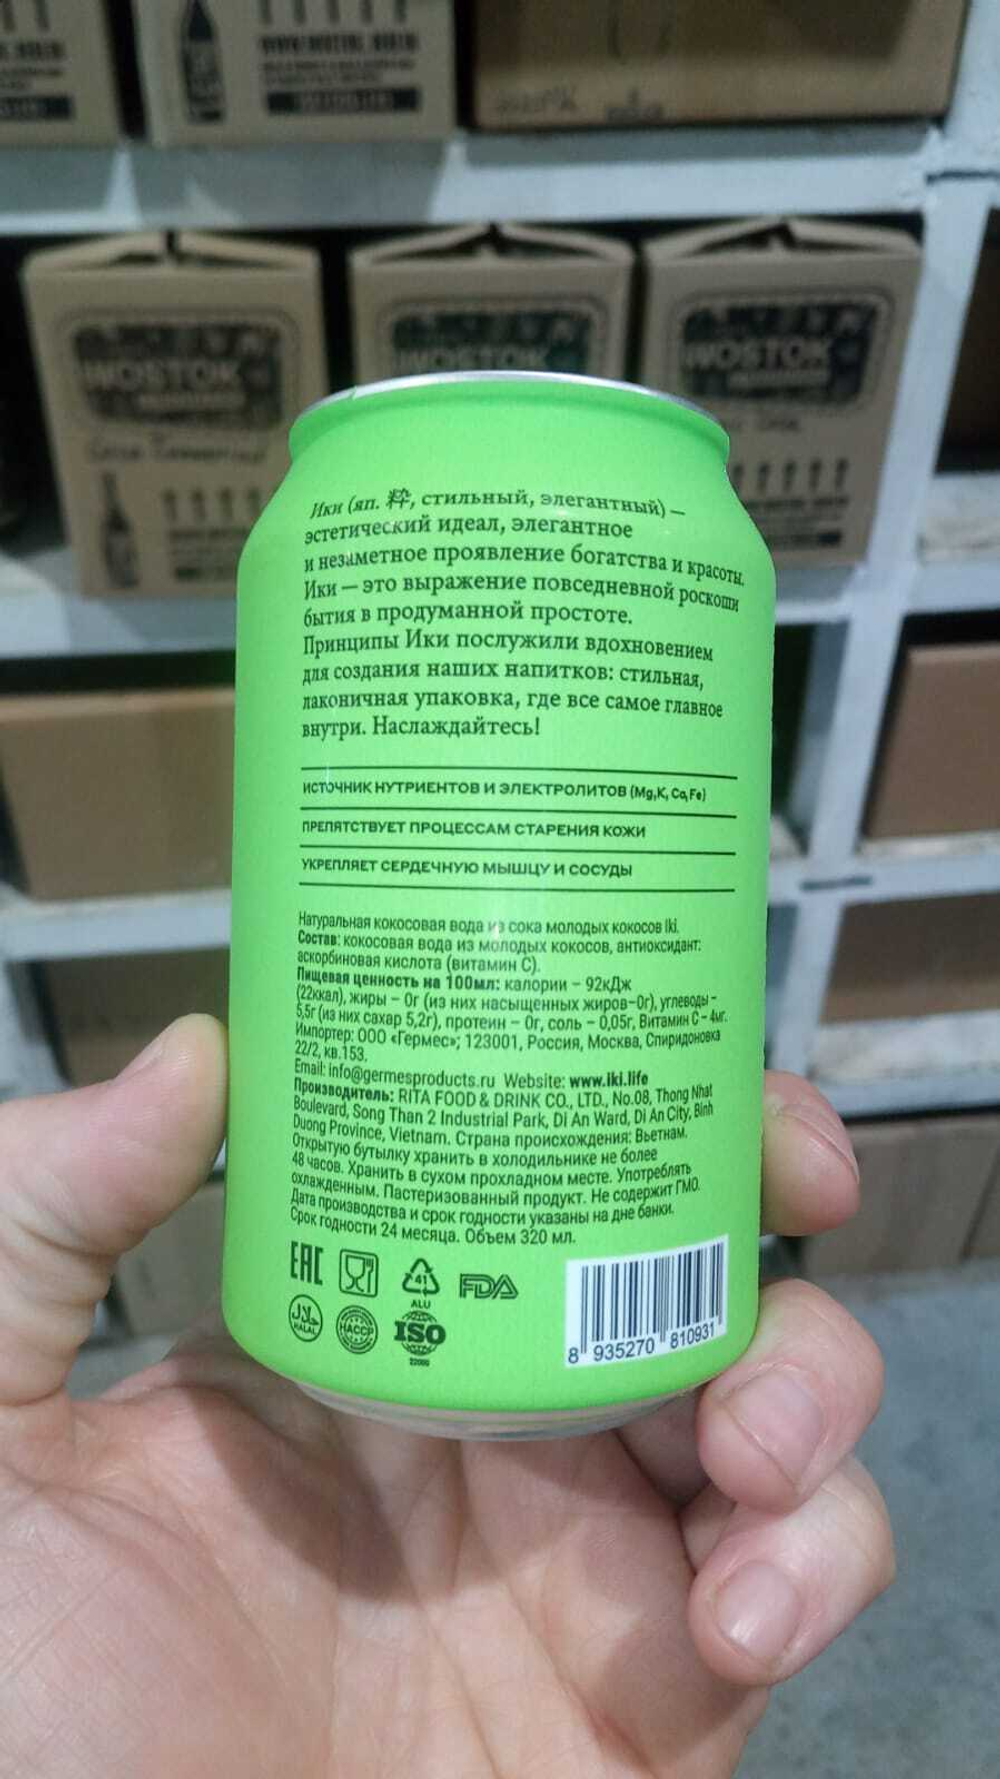 WOSTOK
WOSTOK
WOSTOK
Ики (яп. 粋, стильный, элегантный) —
эстетический идеал, элегантное
и незаметное проявление богатства и красоты.
Ики — это выражение повседневной роскоши
бытия в продуманной простоте.
Принципы Ики послужили вдохновением
для создания наших напитков: стильная,
лаконичная упаковка, где все самое главное
внутри. Наслаждайтесь!
ИСТОЧНИК НУТРИЕНТОВ И ЭЛЕКТРОЛИТОВ (Mg,K, Ca,Fe)
ПРЕПЯТСТВУЕТ ПРОЦЕССАМ СТАРЕНИЯ КОЖИ
УКРЕПЛЯЕТ СЕРДЕЧНУЮ МЫШЦУ И СОСУДЫ
Натуральная кокосовая вода из сока молодых кокосов Iki.
Состав: кокосовая вода из молодых кокосов, антиоксидант:
аскорбиновая кислота (витамин С).
Пищевая ценность на 100мл: калории – 92кДж
(22ккал), жиры – 0г (из них насыщенных жиров–0г), углеводы –
5,5г (из них сахар 5,2г), протеин – 0г, соль – 0,05г, Витамин С – 4мг.
Импортер: ООО «Гермес»; 123001, Россия, Москва, Спиридоновка
22/2, кв.153.
Email: info@germesproducts.ru Website: www.iki.life
Производитель: RITA FOOD & DRINK CO., LTD., No.08, Thong Nhat
Boulevard, Song Than 2 Industrial Park, Di An Ward, Di An City, Binh
Duong Province, Vietnam. Страна происхождения: Вьетнам.
Открытую бутылку хранить в холодильнике не более
48 часов. Хранить в сухом прохладном месте. Употреблять
охлажденным. Пастеризованный продукт. Не содержит ГМО.
Дата производства и срок годности указаны на дне банки.
Срок годности 24 месяца. Объем 320 мл.
EAC
41
ALU
FDA
HALAL
HACCP
ISO
22000
8 935270 810931